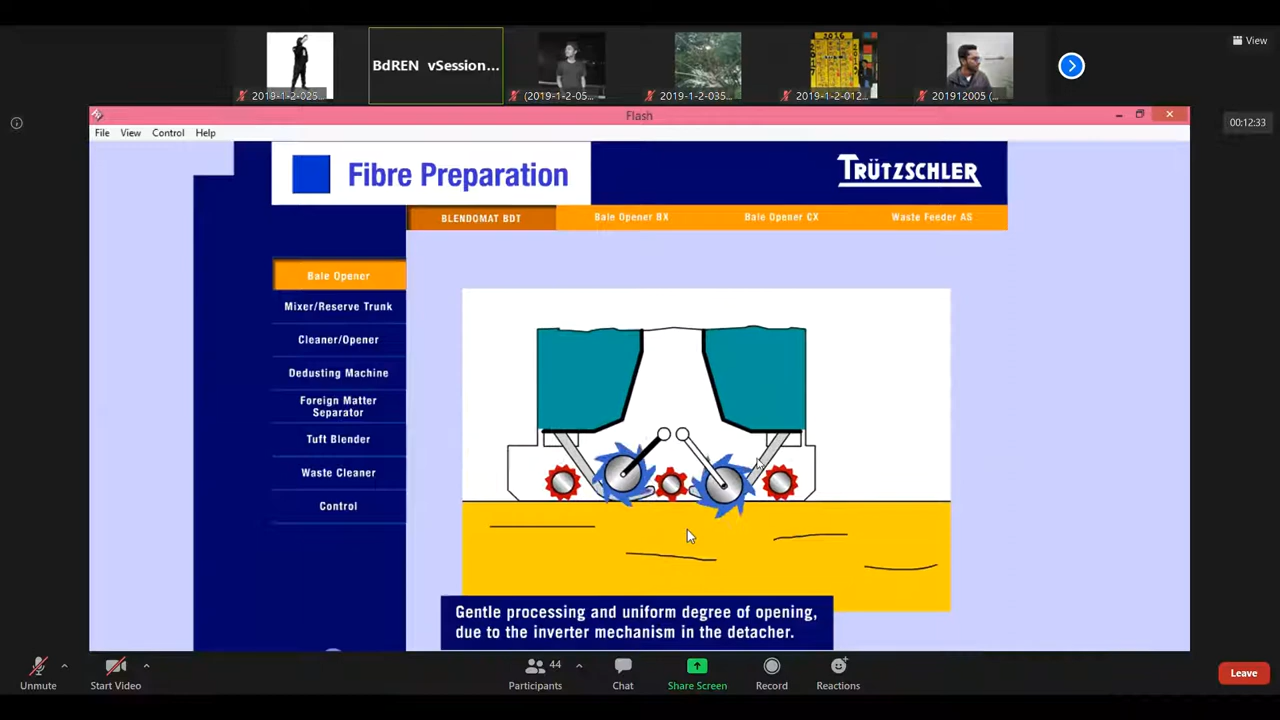 View
2019-1-2-025...
BdREN vSession...
(2019-1-2-05...
2019-1-2-035...
2019-1-2-012...
201912005 (...
Flash
File View Control Help
00:12:33
Fibre Preparation
TRÜTZSCHLER
BLENDOMAT BDT
Bale Opener BX
Bale Opener CX
Waste Feeder AS
Bale Opener
Mixer/Reserve Trunk
Cleaner/Opener
Dedusting Machine
Foreign Matter
Separator
Tuft Blender
Waste Cleaner
Control
Gentle processing and uniform degree of opening,
due to the inverter mechanism in the detacher.
Unmute
Start Video
44
Participants
Chat
Share Screen
Record
Reactions
Leave